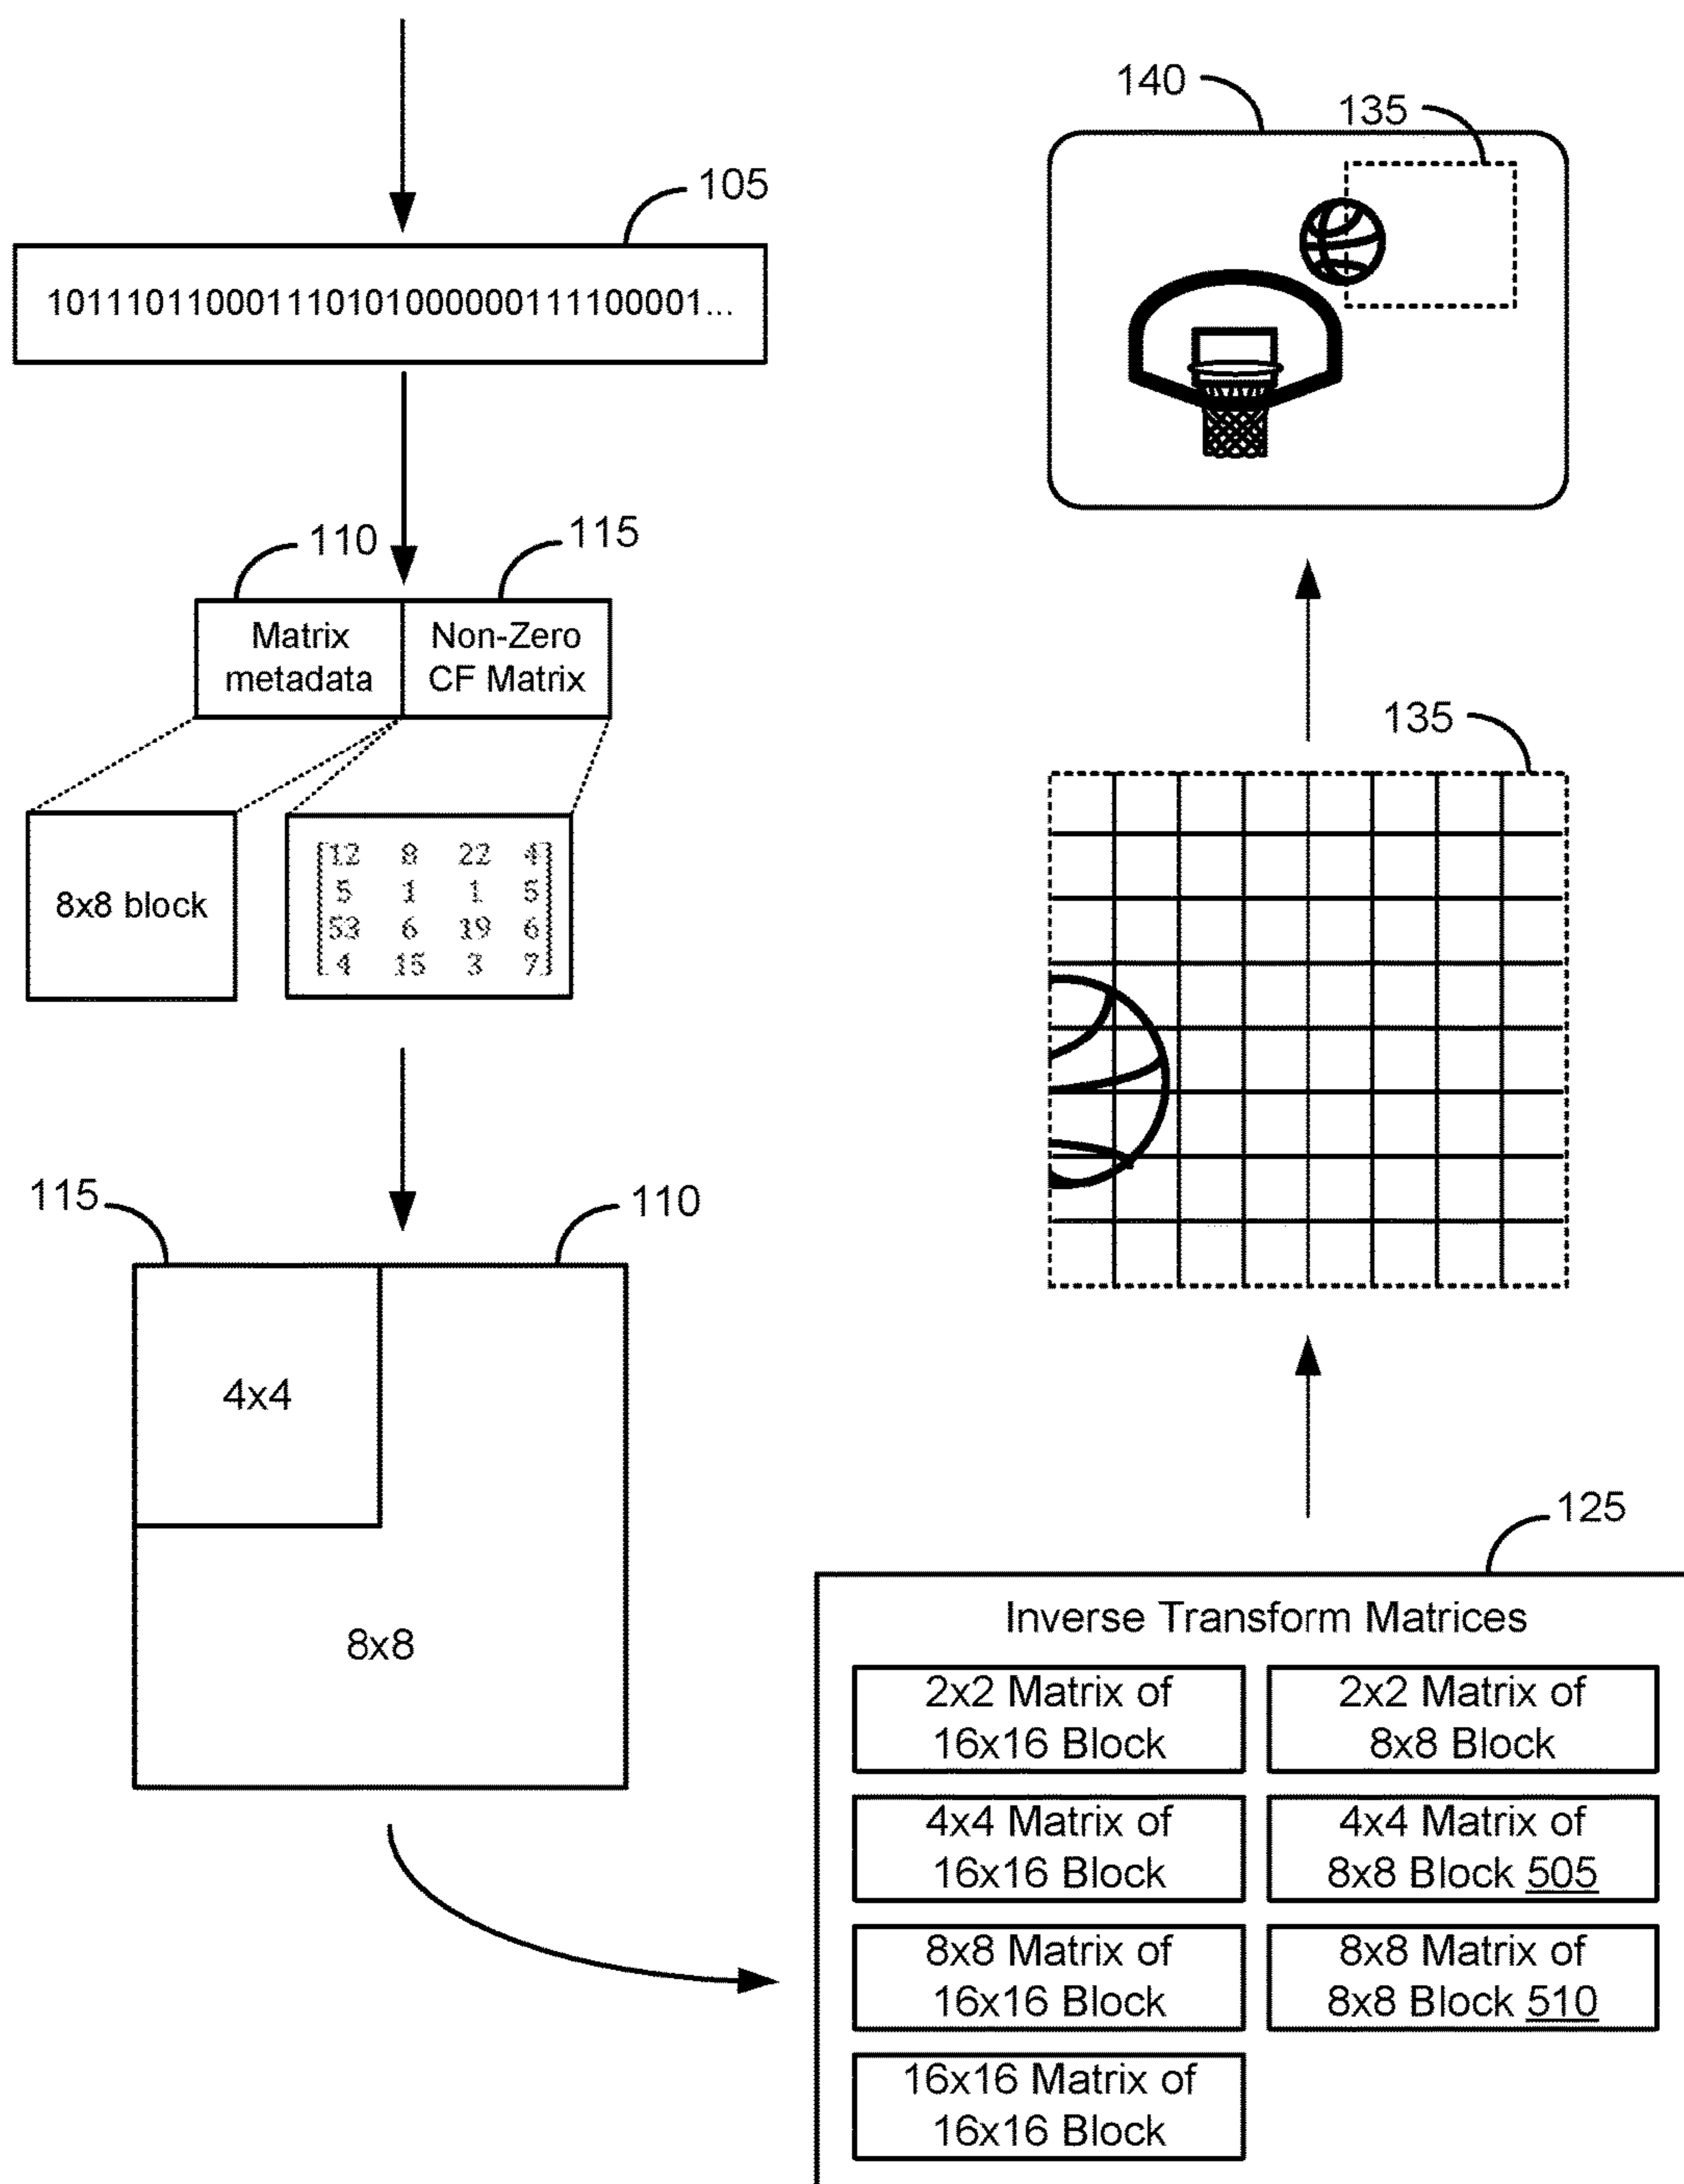 105
101110110001110101000000111100001...
110
115
Matrix
metadata
Non-Zero
CF Matrix
8x8 block
12 8 22 4
5 1 1 5
53 6 19 6
4 15 3 7
115
110
4x4
8x8
125
Inverse Transform Matrices
2x2 Matrix of
16x16 Block
2x2 Matrix of
8x8 Block
4x4 Matrix of
16x16 Block
4x4 Matrix of
8x8 Block 505
8x8 Matrix of
16x16 Block
8x8 Matrix of
8x8 Block 510
16x16 Matrix of
16x16 Block
135
140
135